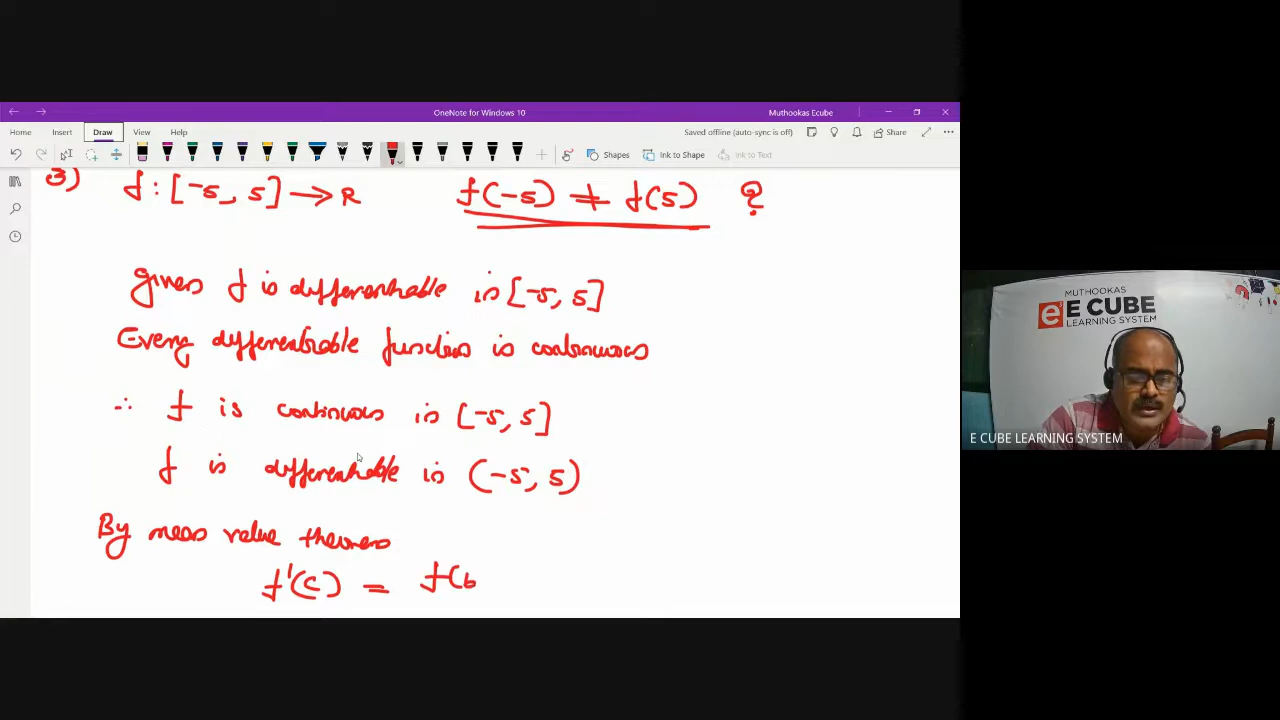 OneNote for Windows 10
Muthookas Ecube
Home Insert Draw View Help
Saved offline (auto-sync is off)
Share
Shapes
Ink to Shape
Ink to Text
3) f : [-5, 5] → R f(-5) ≠ f(5) ?
given f is differentiable in [-5, 5]
Every differentiable function is continuous
∴ f is continuous in [-5, 5]
f is differentiable in (-5, 5)
By mean value theorem
f'(c) = f(b
MUTHOOKAS
e³ E CUBE
LEARNING SYSTEM
E CUBE LEARNING SYSTEM